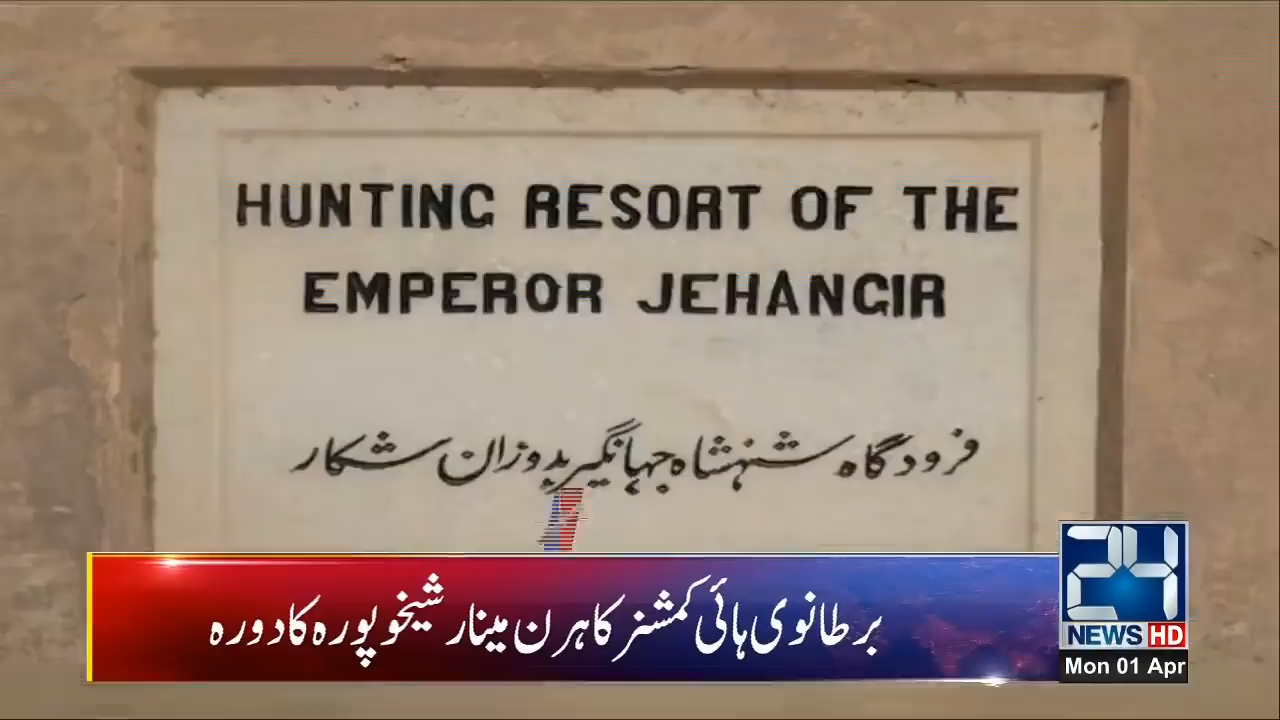 HUNTING RESORT OF THE
EMPEROR JEHANGIR
فرودگاہ شہنشاہ جہانگیر بدوزان شکار
برطانوی ہائی کمشنر کا ہرن مینار شیخوپورہ کا دورہ
24
NEWS HD
Mon 01 Apr